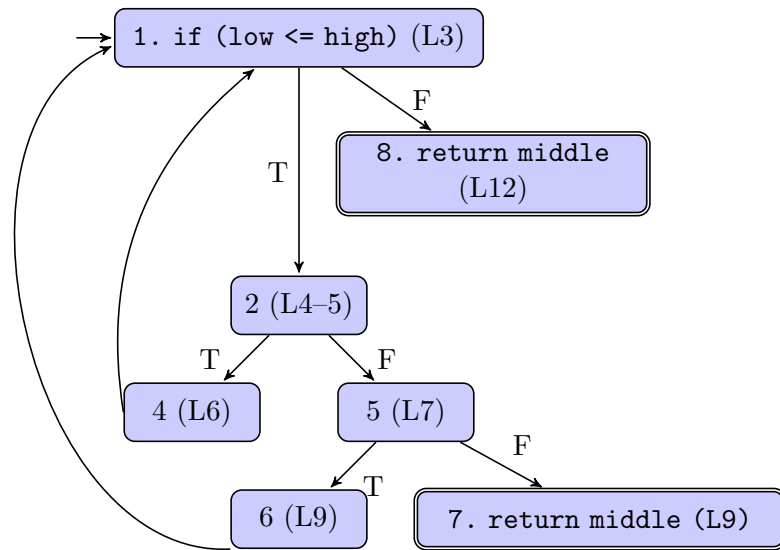 1. if (low <= high) (L3)
F
8. return middle
(L12)
T
2 (L4–5)
T
F
4 (L6)
5 (L7)
F
T
6 (L9)
7. return middle (L9)